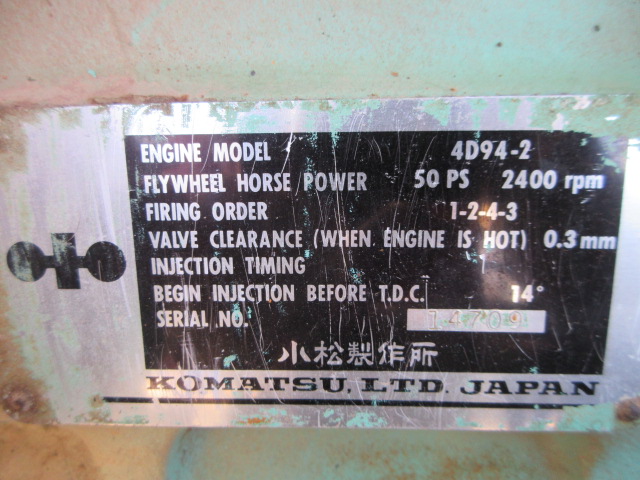 ENGINE MODEL 4D94-2
FLYWHEEL HORSE POWER 50 PS 2400 rpm
FIRING ORDER 1-2-4-3
VALVE CLEARANCE (WHEN ENGINE IS HOT) 0.3mm
INJECTION TIMING
BEGIN INJECTION BEFORE T.D.C. 14°
SERIAL NO. 14709
小松製作所
KOMATSU, LTD. JAPAN